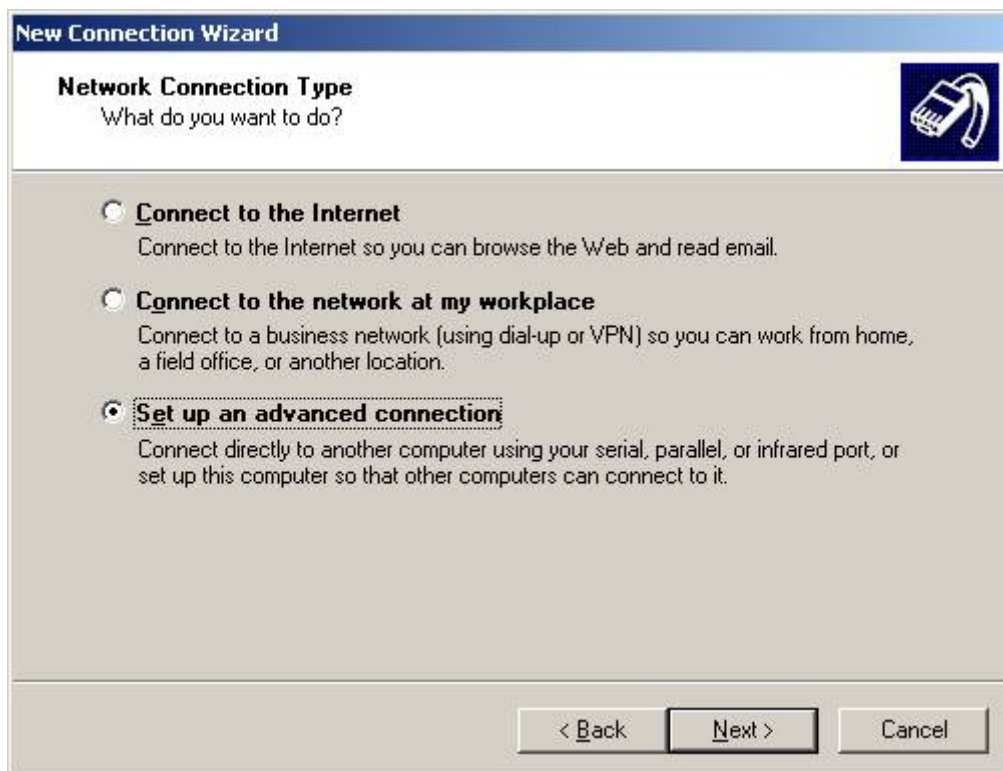 New Connection Wizard
Network Connection Type
What do you want to do?
Connect to the Internet
Connect to the Internet so you can browse the Web and read email.
Connect to the network at my workplace
Connect to a business network (using dial-up or VPN) so you can work from home,
a field office, or another location.
Set up an advanced connection
Connect directly to another computer using your serial, parallel, or infrared port, or
set up this computer so that other computers can connect to it.
< Back Next > Cancel